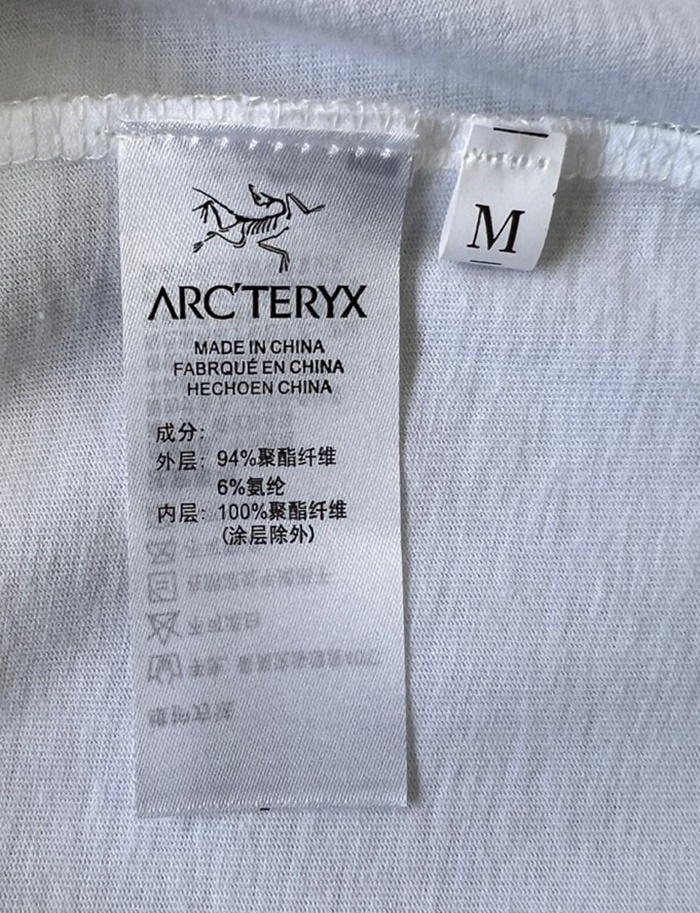 ARC'TERYX
MADE IN CHINA
FABRQUÉ EN CHINA
HECHOEN CHINA
成分:
外层: 94%聚酯纤维
6%氨纶
内层: 100%聚酯纤维
(涂层除外)
M